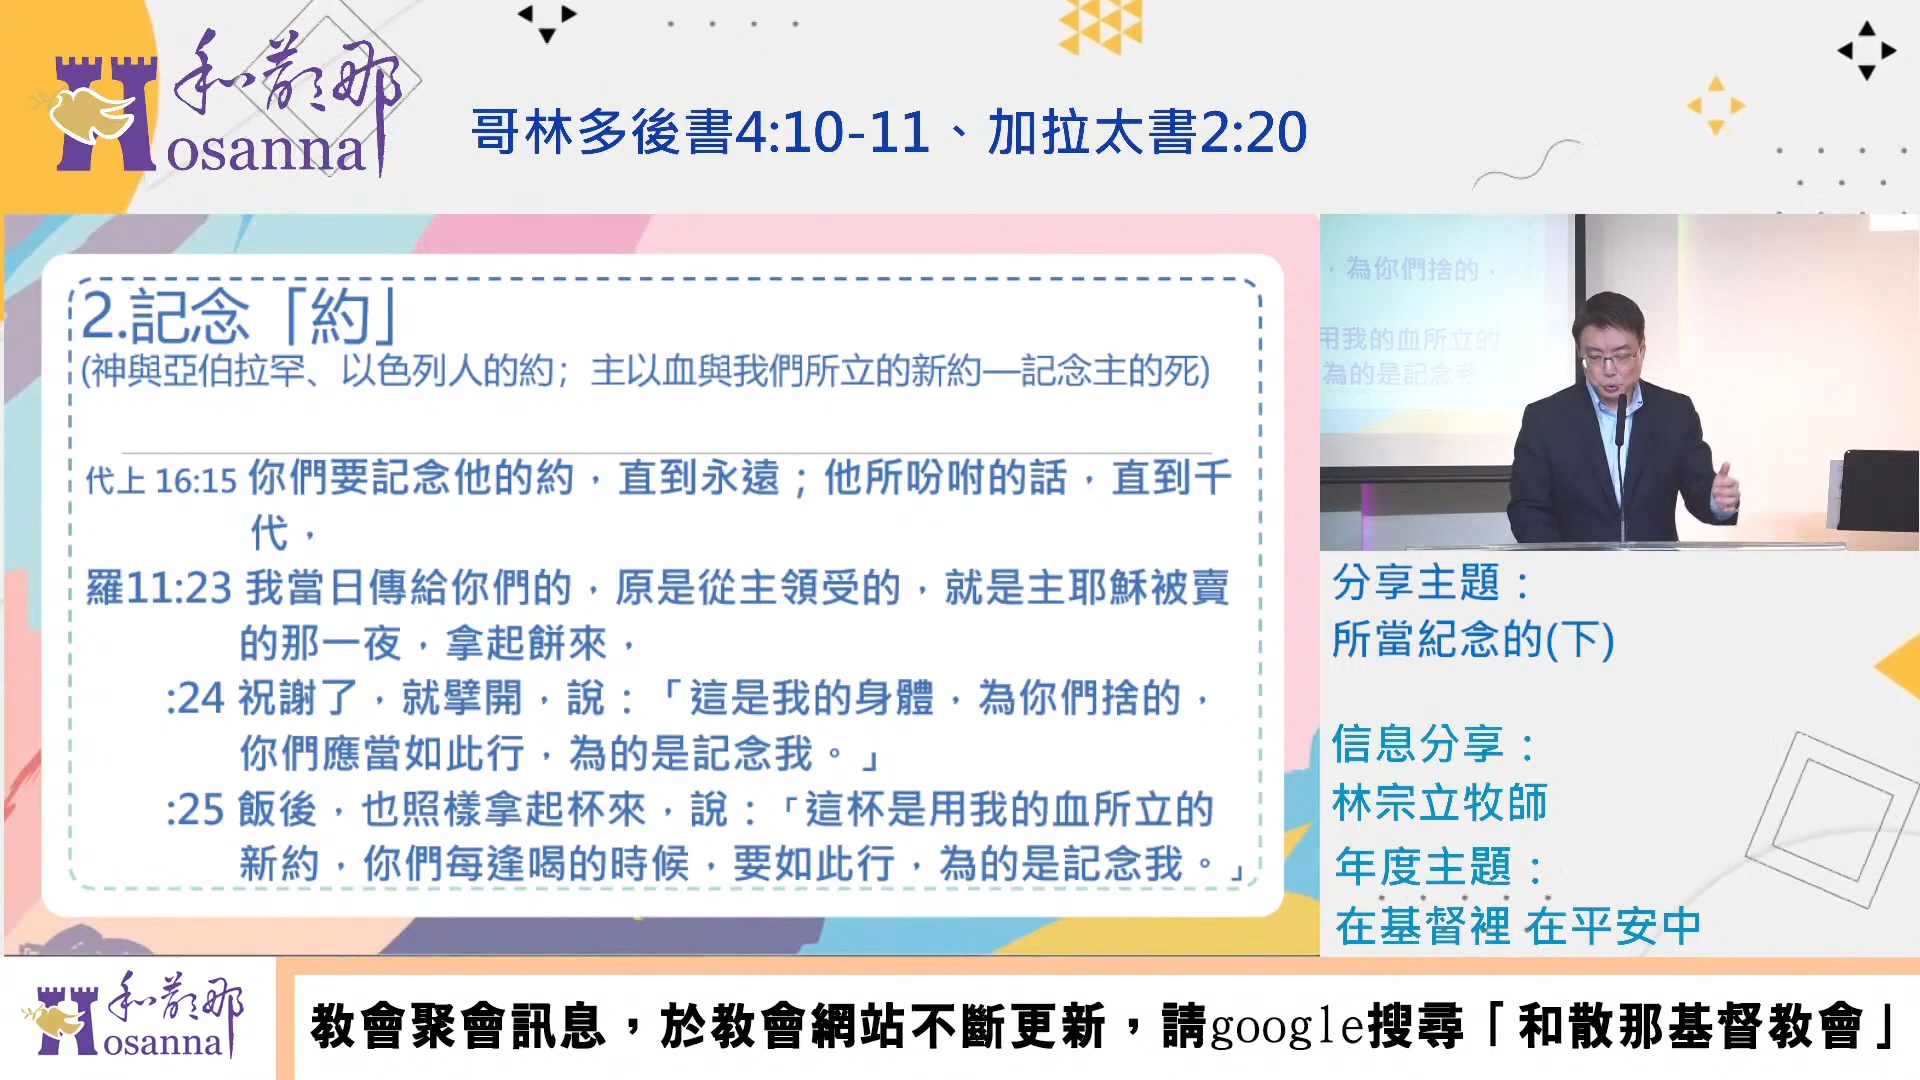 和散那
Hosanna
哥林多後書4:10-11、加拉太書2:20
2.記念「約」
(神與亞伯拉罕、以色列人的約；主以血與我們所立的新約—記念主的死)
代上 16:15 你們要記念他的約，直到永遠；他所吩咐的話，直到千
代，
羅11:23 我當日傳給你們的，原是從主領受的，就是主耶穌被賣
的那一夜，拿起餅來，
:24 祝謝了，就擘開，說：「這是我的身體，為你們捨的，
你們應當如此行，為的是記念我。」
:25 飯後，也照樣拿起杯來，說：「這杯是用我的血所立的
新約，你們每逢喝的時候，要如此行，為的是記念我。」
，為你們捨的，
用我的血所立的
為的是記念我
分享主題：
所當紀念的(下)
信息分享：
林宗立牧師
年度主題：
在基督裡 在平安中
和散那
Hosanna
教會聚會訊息，於教會網站不斷更新，請google搜尋「和散那基督教會」